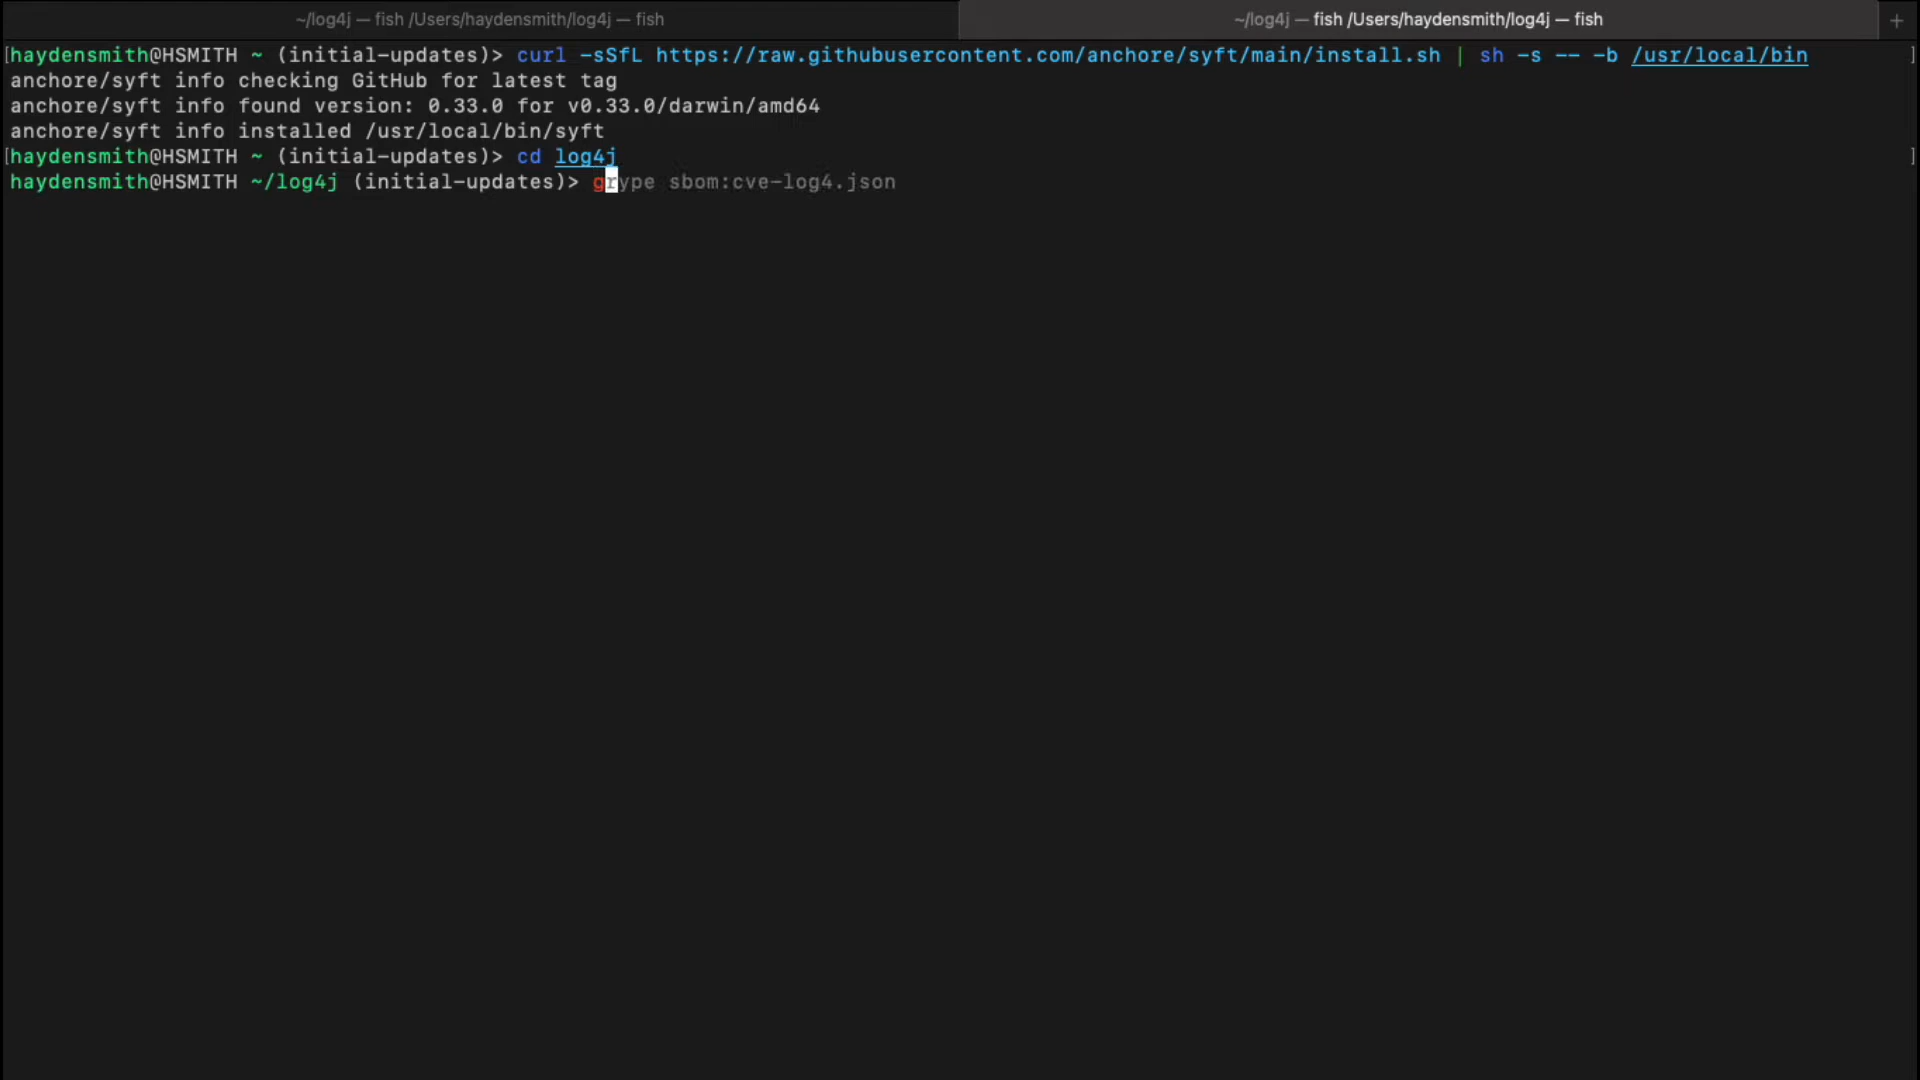 ~/log4j — fish /Users/haydensmith/log4j — fish
~/log4j — fish /Users/haydensmith/log4j — fish
+
[haydensmith@HSMITH ~ (initial-updates)> curl -sSfL https://raw.githubusercontent.com/anchore/syft/main/install.sh | sh -s -- -b /usr/local/bin ]
anchore/syft info checking GitHub for latest tag
anchore/syft info found version: 0.33.0 for v0.33.0/darwin/amd64
anchore/syft info installed /usr/local/bin/syft
[haydensmith@HSMITH ~ (initial-updates)> cd log4j ]
haydensmith@HSMITH ~/log4j (initial-updates)> grype sbom:cve-log4.json